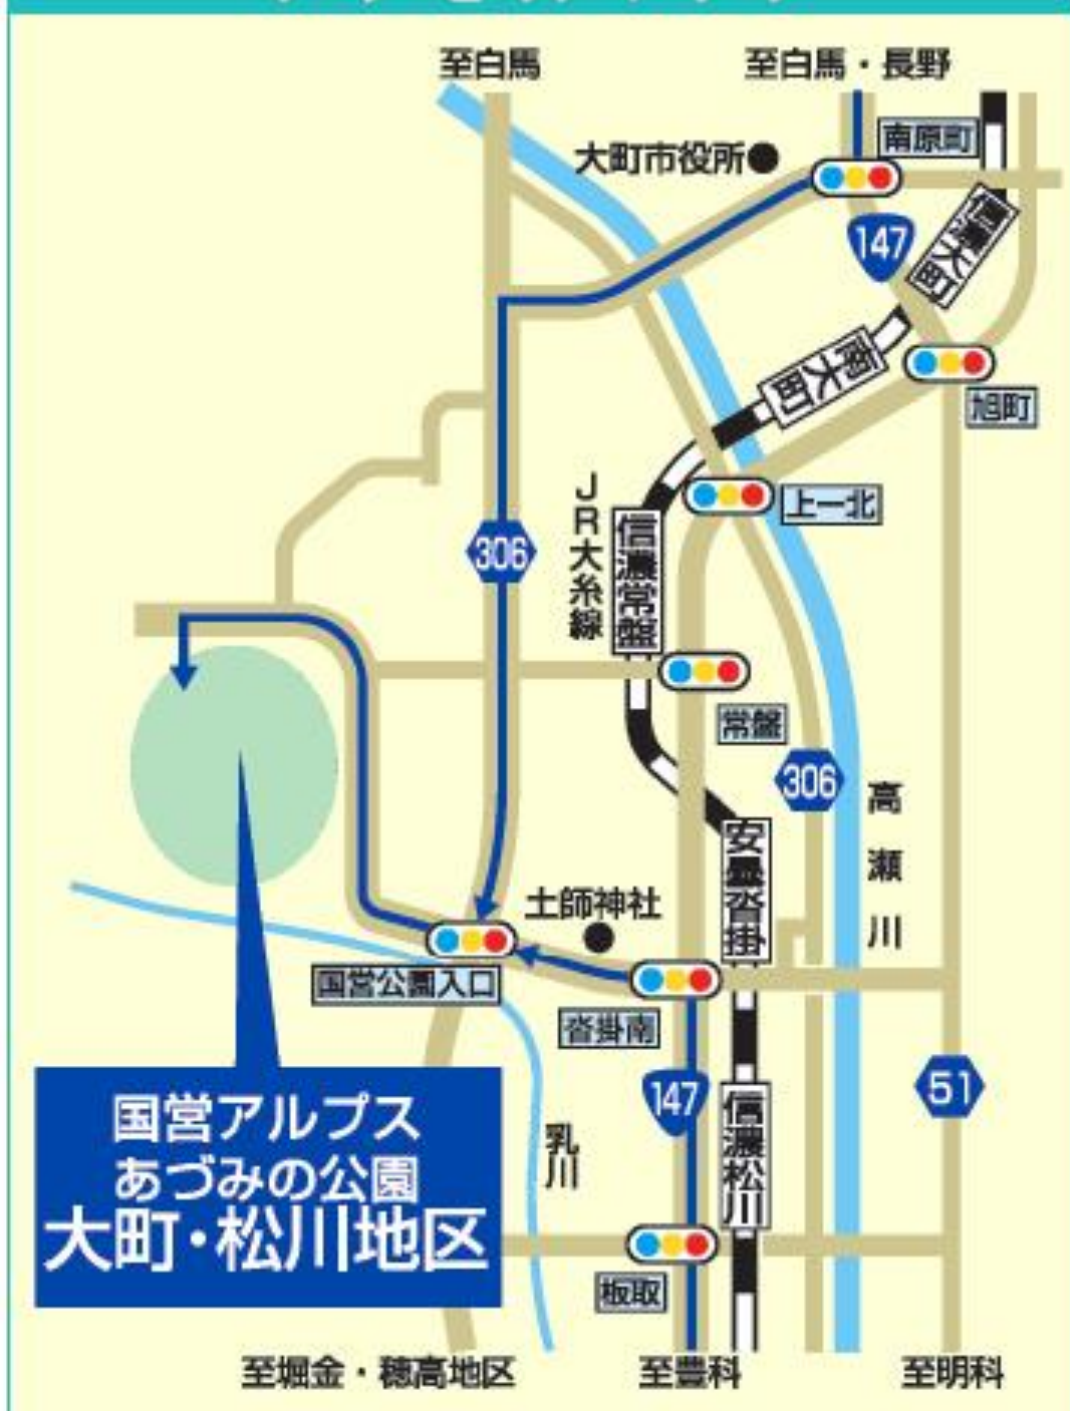 至白馬
至白馬・長野
南原町
大町市役所
147
信濃大町
南大町
旭町
上一北
JR大糸線
信濃常盤
306
常盤
306
高瀬川
安曇沓掛
土師神社
国営公園入口
沓掛南
147
51
信濃松川
乳川
国営アルプス
あづみの公園
大町・松川地区
板取
至堀金・穂高地区
至豊科
至明科